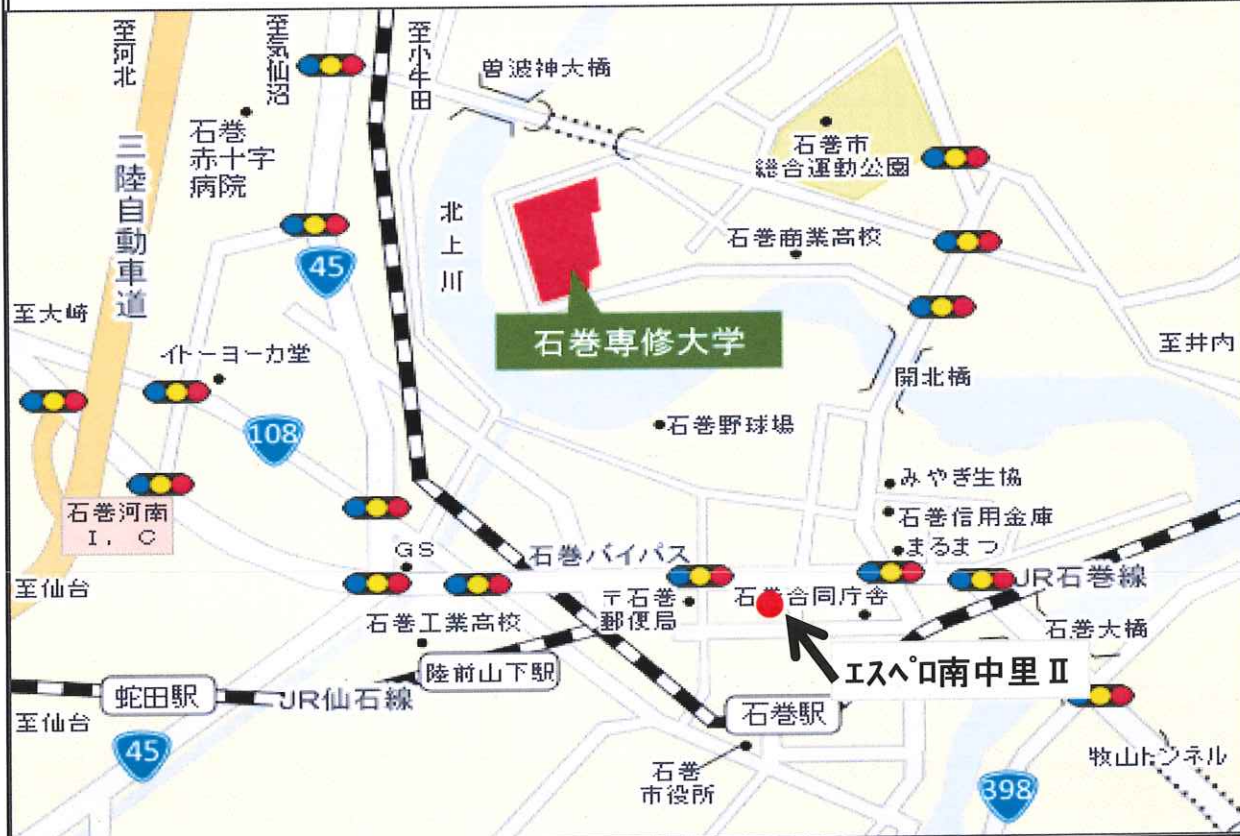 至河北
至気仙沼
至小牛田
曽波神大橋
石巻
赤十字
病院
三陸自動車道
石巻市
総合運動公園
北上川
石巻商業高校
45
石巻専修大学
至大崎
イトーヨーカ堂
至井内
開北橋
108
石巻野球場
みやぎ生協
石巻信用金庫
まるまつ
石巻河南
I.C
GS
石巻バイパス
至仙台
〒石巻
郵便局
石巻合同庁舎
JR石巻線
石巻工業高校
石巻大橋
陸前山下駅
エスペロ南中里Ⅱ
蛇田駅
JR仙石線
石巻駅
至仙台
45
石巻
市役所
牧山トンネル
398